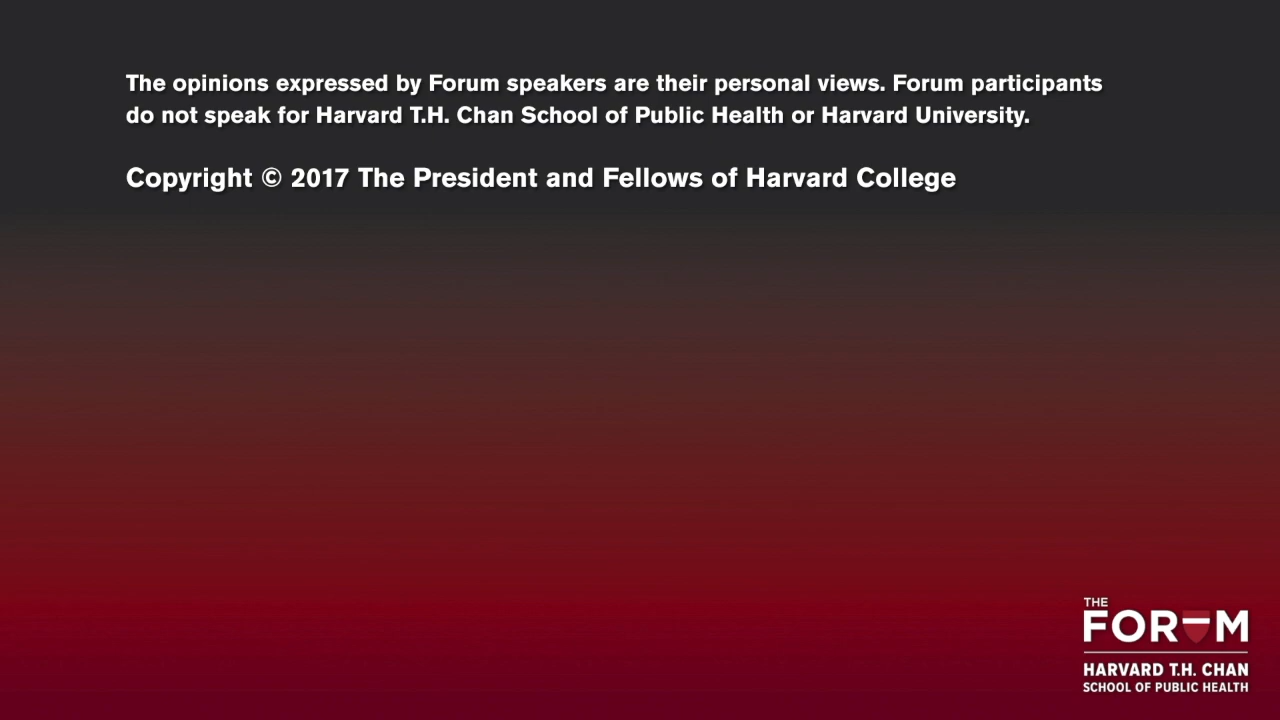 The opinions expressed by Forum speakers are their personal views. Forum participants
do not speak for Harvard T.H. Chan School of Public Health or Harvard University.
Copyright © 2017 The President and Fellows of Harvard College
THE
FORUM
HARVARD T.H. CHAN
SCHOOL OF PUBLIC HEALTH